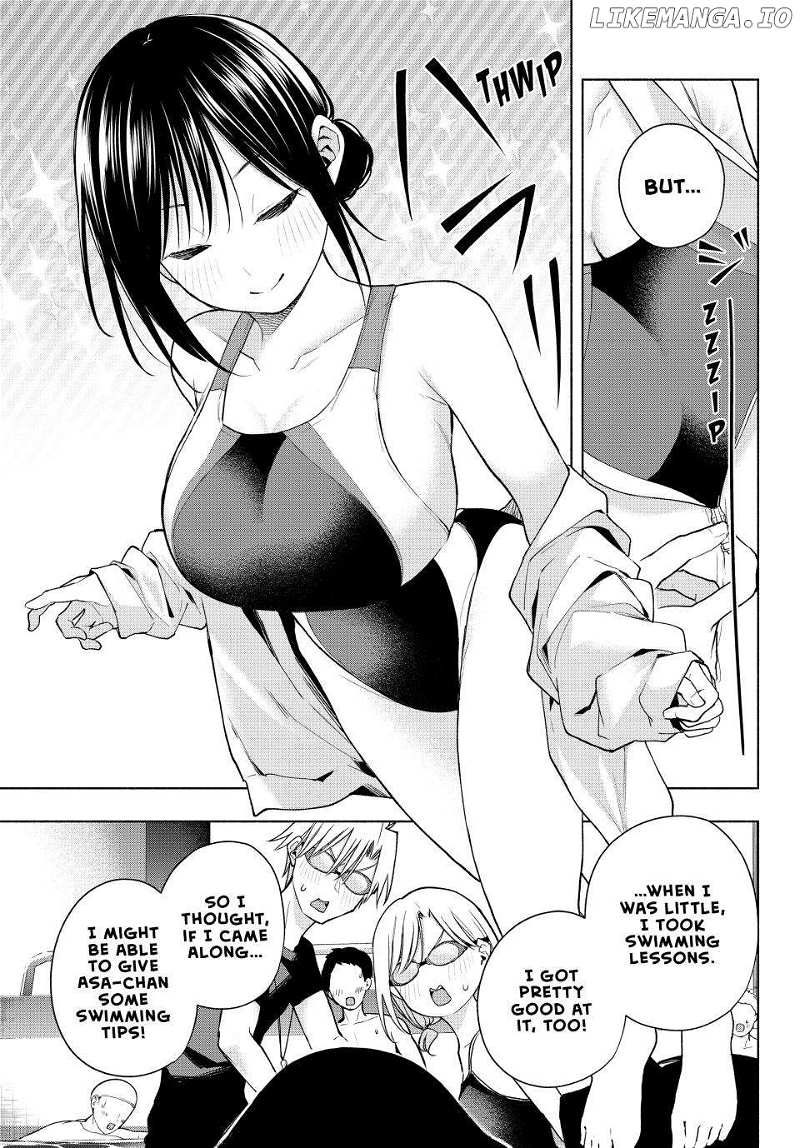 LIKEMANGA.IO
BUT...
ZZZIP
THWIP
...WHEN I
WAS LITTLE,
I TOOK
SWIMMING
LESSONS.
I GOT
PRETTY
GOOD AT
IT, TOO!
SO I
THOUGHT,
IF I CAME
ALONG...
I MIGHT
BE ABLE
TO GIVE
ASA-CHAN
SOME
SWIMMING
TIPS!